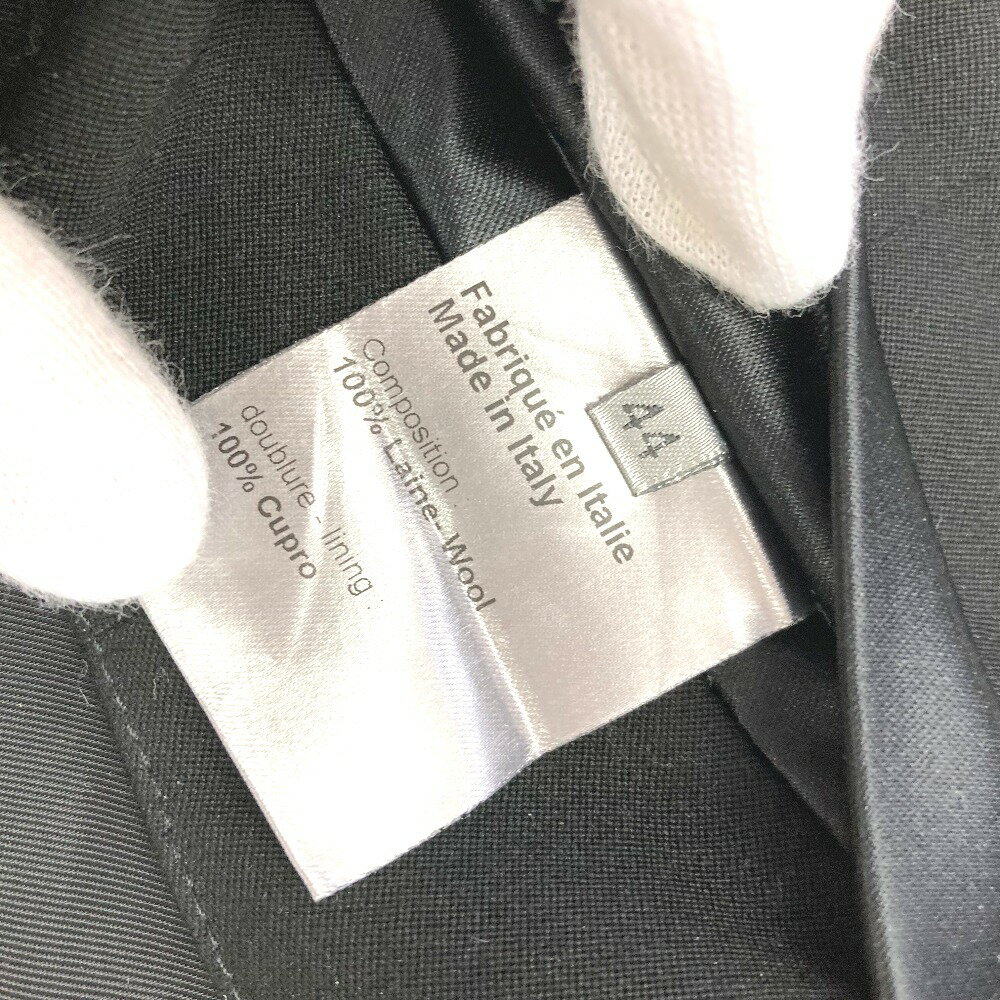 44
Fabriqué en Italie
Made in Italy
Composition :
100% Laine-Wool
doublure - lining :
100% Cupro